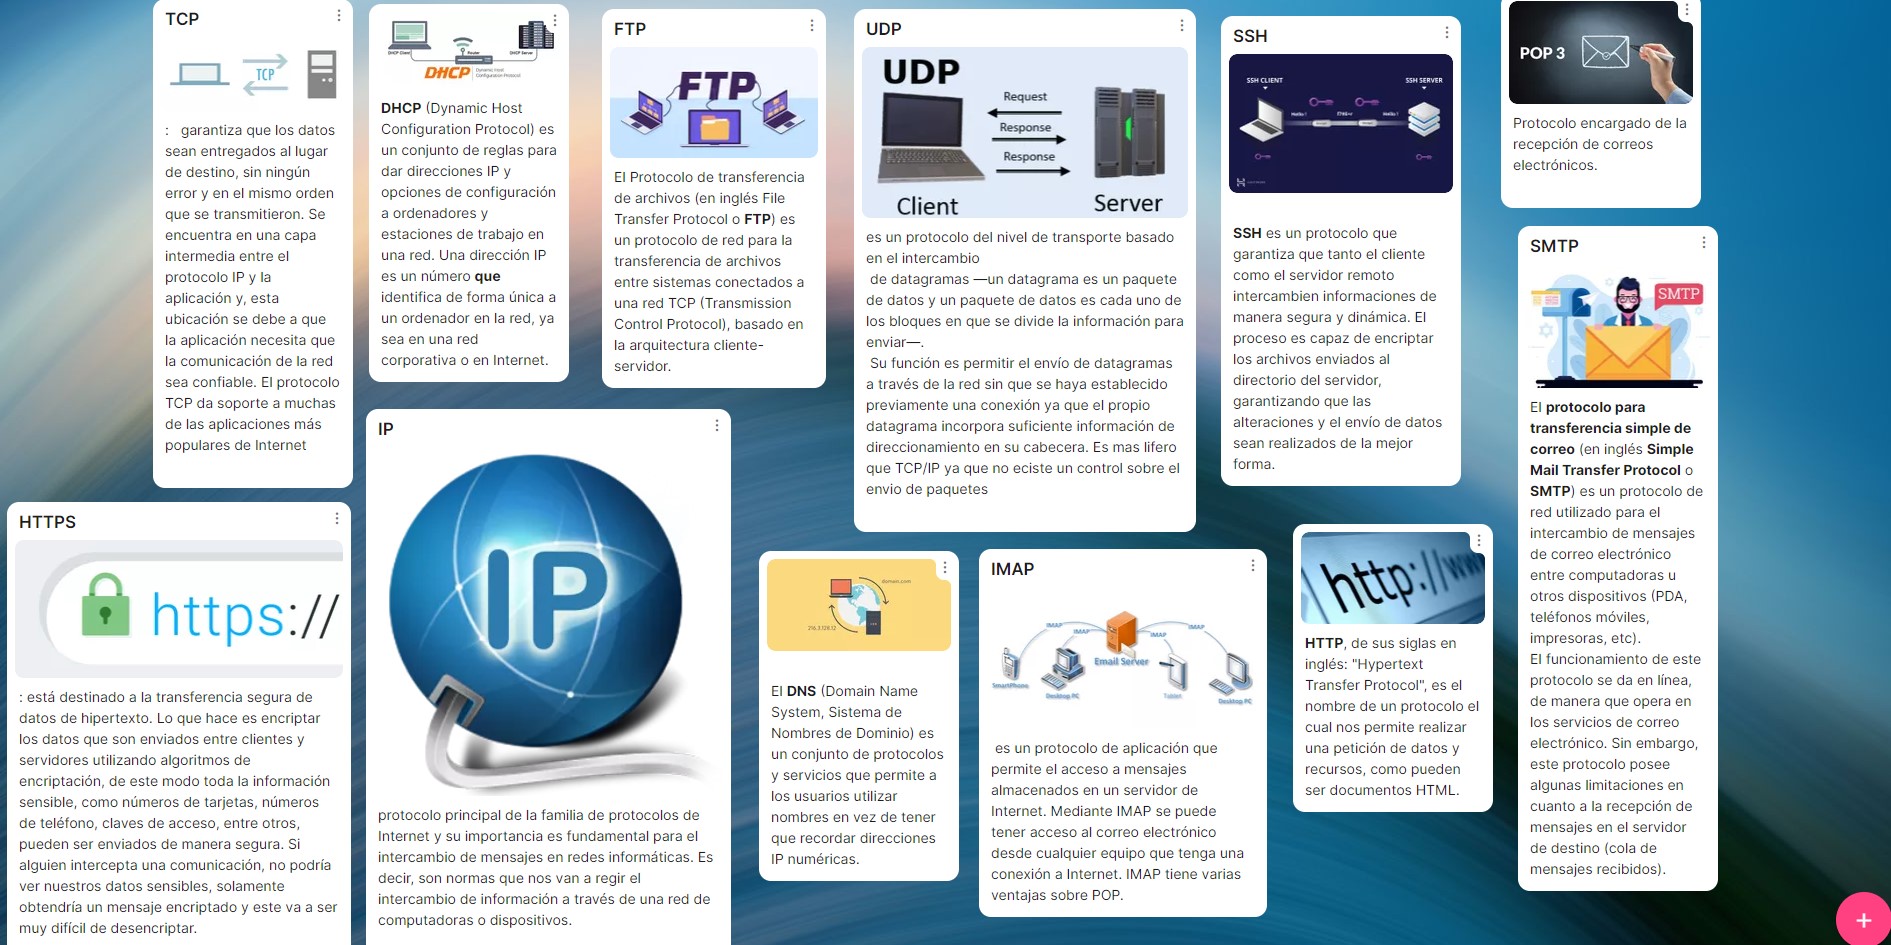 TCP
TCP
: garantiza que los datos
sean entregados al lugar
de destino, sin ningún
error y en el mismo orden
que se transmitieron. Se
encuentra en una capa
intermedia entre el
protocolo IP y la
aplicación y, esta
ubicación se debe a que
la aplicación necesita que
la comunicación de la red
sea confiable. El protocolo
TCP da soporte a muchas
de las aplicaciones más
populares de Internet
DHCP Client
Router
DHCP Server
DHCP
Dynamic Host
Configuration Protocol
DHCP (Dynamic Host
Configuration Protocol) es
un conjunto de reglas para
dar direcciones IP y
opciones de configuración
a ordenadores y
estaciones de trabajo en
una red. Una dirección IP
es un número que
identifica de forma única a
un ordenador en la red, ya
sea en una red
corporativa o en Internet.
FTP
FTP
El Protocolo de transferencia
de archivos (en inglés File
Transfer Protocol o FTP) es
un protocolo de red para la
transferencia de archivos
entre sistemas conectados a
una red TCP (Transmission
Control Protocol), basado en
la arquitectura cliente-
servidor.
UDP
UDP
Request
Response
Response
Client
Server
es un protocolo del nivel de transporte basado
en el intercambio
de datagramas —un datagrama es un paquete
de datos y un paquete de datos es cada uno de
los bloques en que se divide la información para
enviar—.
Su función es permitir el envío de datagramas
a través de la red sin que se haya establecido
previamente una conexión ya que el propio
datagrama incorpora suficiente información de
direccionamiento en su cabecera. Es mas lifero
que TCP/IP ya que no eciste un control sobre el
envio de paquetes
SSH
SSH CLIENT
SSH SERVER
Hello !
Hello !
SSH es un protocolo que
garantiza que tanto el cliente
como el servidor remoto
intercambien informaciones de
manera segura y dinámica. El
proceso es capaz de encriptar
los archivos enviados al
directorio del servidor,
garantizando que las
alteraciones y el envío de datos
sean realizados de la mejor
forma.
POP 3
Protocolo encargado de la
recepción de correos
electrónicos.
SMTP
SMTP
El protocolo para
transferencia simple de
correo (en inglés Simple
Mail Transfer Protocol o
SMTP) es un protocolo de
red utilizado para el
intercambio de mensajes
de correo electrónico
entre computadoras u
otros dispositivos (PDA,
teléfonos móviles,
impresoras, etc).
El funcionamiento de este
protocolo se da en línea,
de manera que opera en
los servicios de correo
electrónico. Sin embargo,
este protocolo posee
algunas limitaciones en
cuanto a la recepción de
mensajes en el servidor
de destino (cola de
mensajes recibidos).
HTTPS
https://
: está destinado a la transferencia segura de
datos de hipertexto. Lo que hace es encriptar
los datos que son enviados entre clientes y
servidores utilizando algoritmos de
encriptación, de este modo toda la información
sensible, como números de tarjetas, números
de teléfono, claves de acceso, entre otros,
pueden ser enviados de manera segura. Si
alguien intercepta una comunicación, no podría
ver nuestros datos sensibles, solamente
obtendría un mensaje encriptado y este va a ser
muy difícil de desencriptar.
IP
IP
protocolo principal de la familia de protocolos de
Internet y su importancia es fundamental para el
intercambio de mensajes en redes informáticas. Es
decir, son normas que nos van a regir el
intercambio de información a través de una red de
computadoras o dispositivos.
domain.com
216.3.128.12
El DNS (Domain Name
System, Sistema de
Nombres de Dominio) es
un conjunto de protocolos
y servicios que permite a
los usuarios utilizar
nombres en vez de tener
que recordar direcciones
IP numéricas.
IMAP
IMAP
IMAP
IMAP
IMAP
Email Server
SmartPhone
Desktop PC
Tablet
Desktop PC
es un protocolo de aplicación que
permite el acceso a mensajes
almacenados en un servidor de
Internet. Mediante IMAP se puede
tener acceso al correo electrónico
desde cualquier equipo que tenga una
conexión a Internet. IMAP tiene varias
ventajas sobre POP.
http://ww
HTTP, de sus siglas en
inglés: "Hypertext
Transfer Protocol", es el
nombre de un protocolo el
cual nos permite realizar
una petición de datos y
recursos, como pueden
ser documentos HTML.